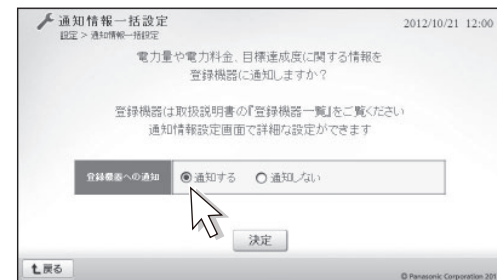 通知情報一括設定
2012/10/21 12:00
設定 > 通知情報一括設定
電力量や電力料金、目標達成度に関する情報を
登録機器に通知しますか？
登録機器は取扱説明書の『登録機器一覧』をご覧ください
通知情報設定画面で詳細な設定ができます
登録機器への通知
通知する
通知しない
決定
戻る
© Panasonic Corporation